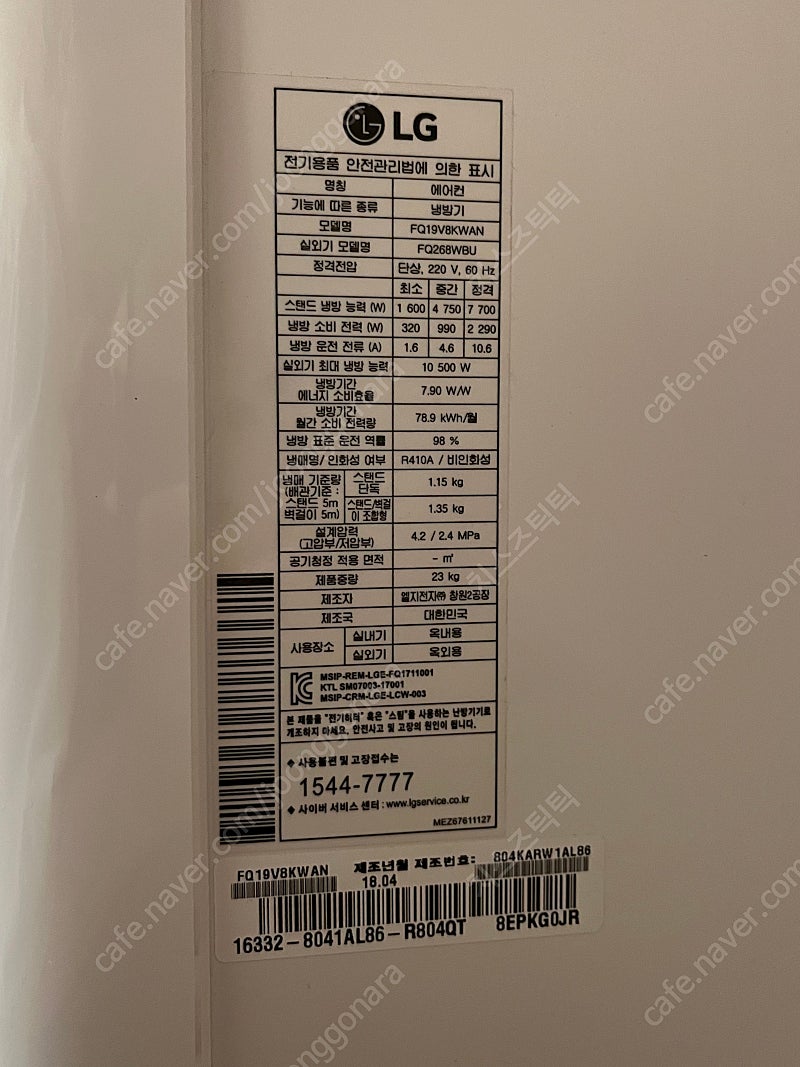 LG
전기용품 안전관리법에 의한 표시
명칭 에어컨
기능에 따른 종류 냉방기
모델명 FQ19V8KWAN
실외기 모델명 FQ268WBU
정격전압 단상, 220 V, 60 Hz
최소 중간 정격
스탠드 냉방 능력 (W) 1 600 4 750 7 700
냉방 소비 전력 (W) 320 990 2 290
냉방 운전 전류 (A) 1.6 4.6 10.6
실외기 최대 냉방 능력 10 500 W
냉방기간
에너지 소비효율 7.90 W/W
냉방기간
월간 소비 전력량 78.9 kWh/월
냉방 표준 운전 역률 98 %
냉매명/ 인화성 여부 R410A / 비인화성
냉매 기준량
(배관기준 :
스탠드 5m
벽걸이 5m)
스탠드
단독 1.15 kg
스탠드/벽걸
이 조합형 1.35 kg
설계압력
(고압부/저압부) 4.2 / 2.4 MPa
공기청정 적용 면적 - ㎡
제품중량 23 kg
제조자 엘지전자㈜ 창원2공장
제조국 대한민국
사용장소
실내기 옥내용
실외기 옥외용
MSIP-REM-LGE-FQ1711001
KTL SM07003-17001
MSIP-CRM-LGE-LCW-003
본 제품을 "전기히터" 혹은 "스팀"을 사용하는 난방기기로
개조하지 마세요. 안전사고 및 고장의 원인이 됩니다.
◆ 사용불편 및 고장접수는
1544-7777
◆ 사이버 서비스 센터 : www.lgservice.co.kr
MEZ67611127
FQ19V8KWAN 제조년월 제조번호: 804KARW1AL86
18.04
16332-8041AL86-R804QT 8EPKG0JR
cafe.naver.com/joonggonara